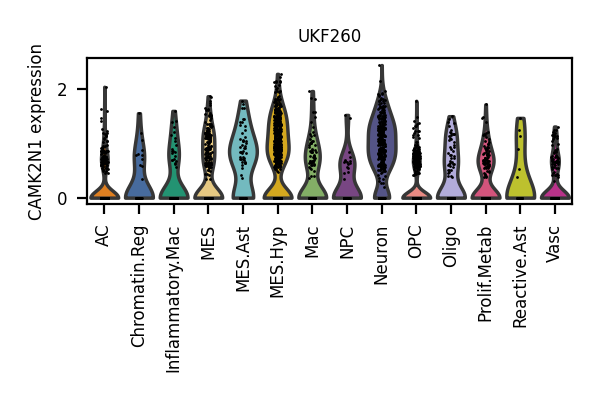 UKF260
CAMK2N1 expression
2
0
AC
Chromatin.Reg
Inflammatory.Mac
MES
MES.Ast
MES.Hyp
Mac
NPC
Neuron
OPC
Oligo
Prolif.Metab
Reactive.Ast
Vasc